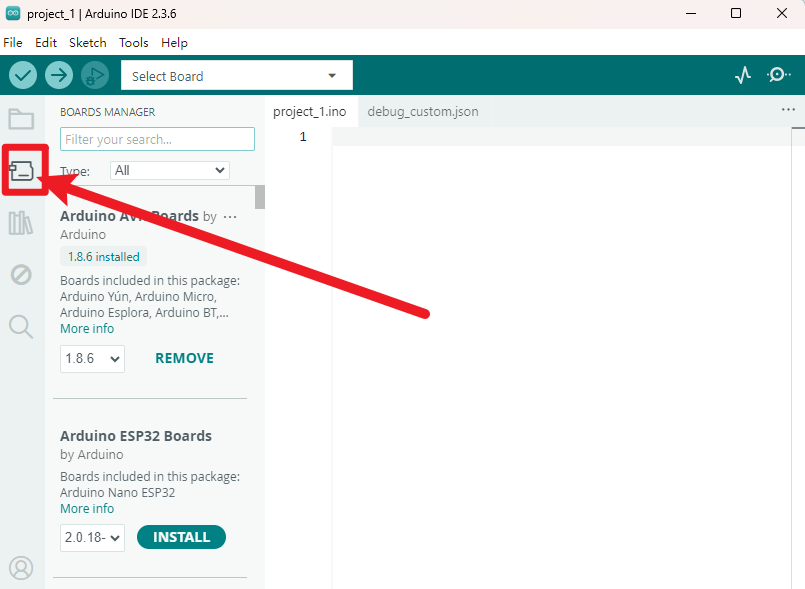 project_1 | Arduino IDE 2.3.6
File Edit Sketch Tools Help
Select Board
BOARDS MANAGER
project_1.ino debug_custom.json
Filter your search...
1
Type: All
Arduino AVR Boards by ...
Arduino
1.8.6 installed
Boards included in this package:
Arduino Yún, Arduino Micro,
Arduino Esplora, Arduino BT,...
More info
1.8.6 REMOVE
Arduino ESP32 Boards
by Arduino
Boards included in this package:
Arduino Nano ESP32
More info
2.0.18- INSTALL